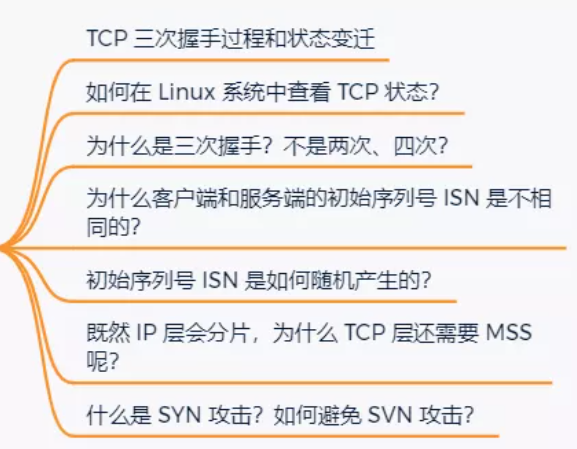 TCP 三次握手过程和状态变迁
如何在 Linux 系统中查看 TCP 状态？
为什么是三次握手？不是两次、四次？
为什么客户端和服务端的初始序列号 ISN 是不相
同的？
初始序列号 ISN 是如何随机产生的？
既然 IP 层会分片，为什么 TCP 层还需要 MSS
呢？
什么是 SYN 攻击？如何避免 SVN 攻击？